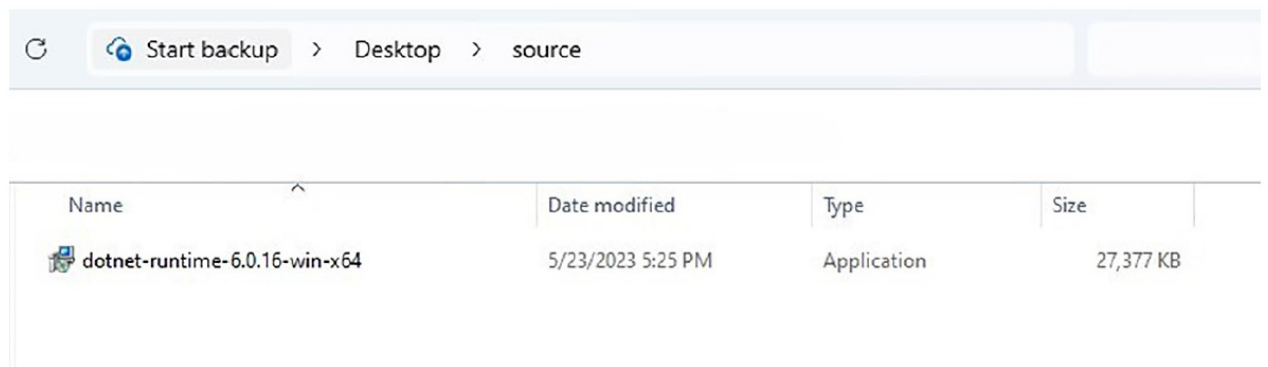 Start backup > Desktop > source
Name Date modified Type Size
dotnet-runtime-6.0.16-win-x64 5/23/2023 5:25 PM Application 27,377 KB